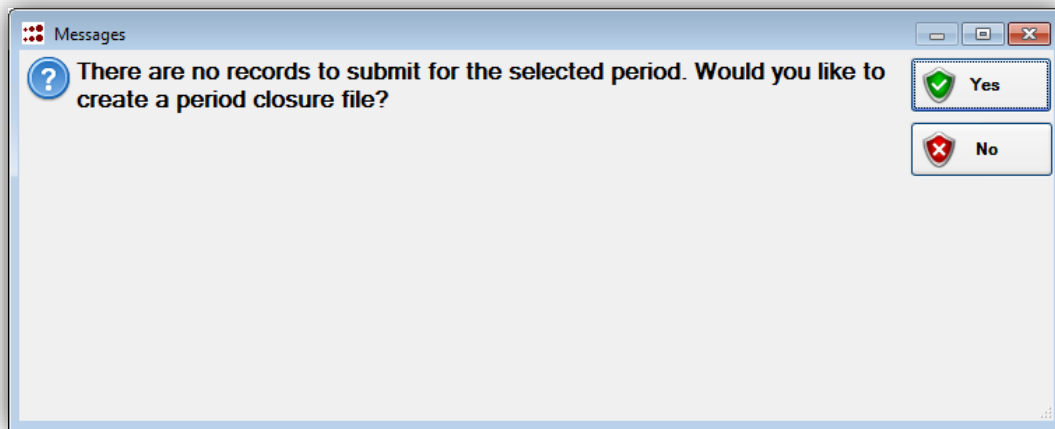 Messages
There are no records to submit for the selected period. Would you like to
create a period closure file?
Yes
No